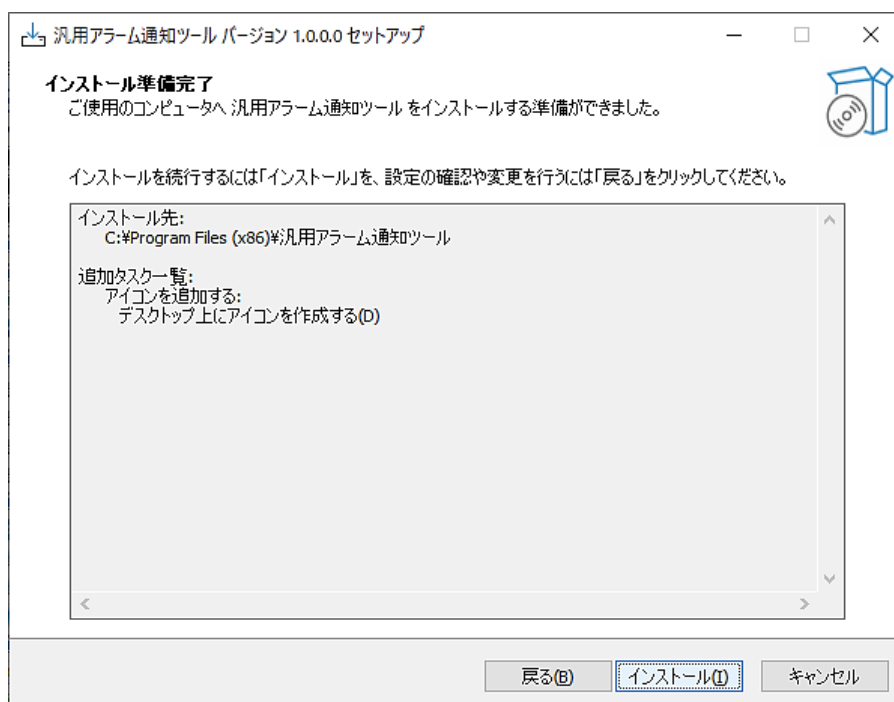 汎用アラーム通知ツール バージョン 1.0.0.0 セットアップ
インストール準備完了
ご使用のコンピュータへ 汎用アラーム通知ツール をインストールする準備ができました。
インストールを続行するには「インストール」を、設定の確認や変更を行うには「戻る」をクリックしてください。
インストール先:
C:¥Program Files (x86)¥汎用アラーム通知ツール
追加タスク一覧:
アイコンを追加する:
デスクトップ上にアイコンを作成する(D)
戻る(B) インストール(I) キャンセル